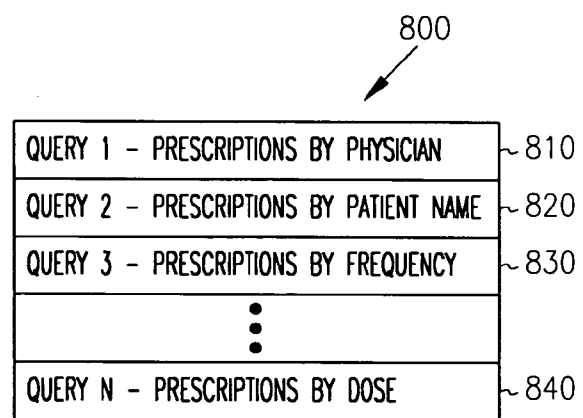 800
QUERY 1 - PRESCRIPTIONS BY PHYSICIAN 810
QUERY 2 - PRESCRIPTIONS BY PATIENT NAME 820
QUERY 3 - PRESCRIPTIONS BY FREQUENCY 830
QUERY N - PRESCRIPTIONS BY DOSE 840